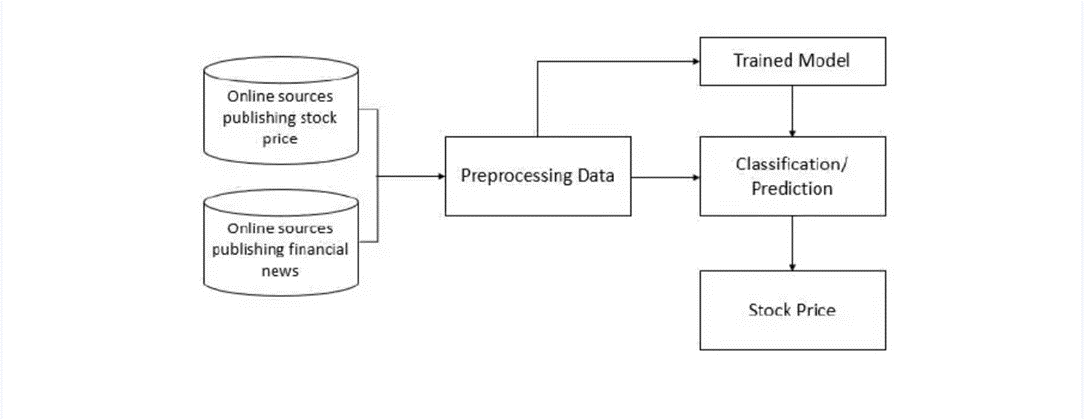 Online sources
publishing stock
price
Online sources
publishing financial
news
Preprocessing Data
Trained Model
Classification/
Prediction
Stock Price